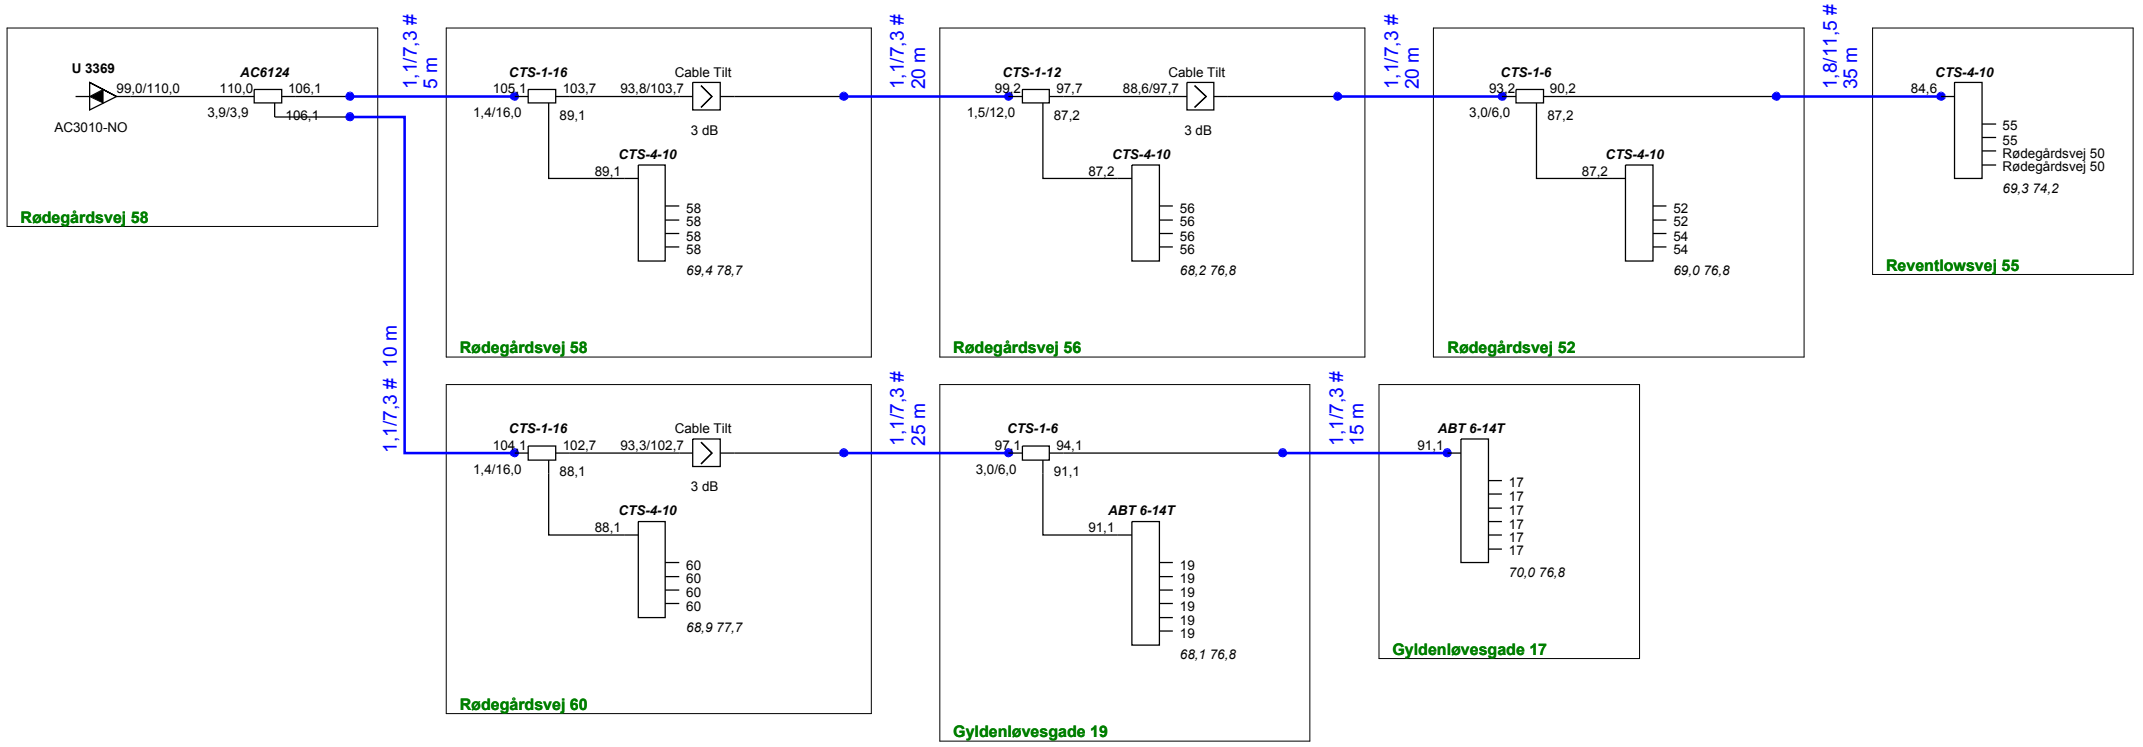 U 3369
99,0/110,0
AC3010-NO
AC6124
110,0
106,1
3,9/3,9
106,1
Rødegårdsvej 58
1,1/7,3 #
5 m
CTS-1-16
105,1
103,7
1,4/16,0
89,1
93,8/103,7
Cable Tilt
3 dB
CTS-4-10
89,1
58
58
58
58
69,4 78,7
Rødegårdsvej 58
1,1/7,3 #
20 m
CTS-1-12
99,2
97,7
1,5/12,0
87,2
88,6/97,7
Cable Tilt
3 dB
CTS-4-10
87,2
56
56
56
56
68,2 76,8
Rødegårdsvej 56
1,1/7,3 #
20 m
CTS-1-6
93,2
90,2
3,0/6,0
87,2
CTS-4-10
87,2
52
52
54
54
69,0 76,8
Rødegårdsvej 52
1,8/11,5 #
35 m
CTS-4-10
84,6
55
55
Rødegårdsvej 50
Rødegårdsvej 50
69,3 74,2
Reventlowsvej 55
1,1/7,3 # 10 m
CTS-1-16
104,1
102,7
1,4/16,0
88,1
93,3/102,7
Cable Tilt
3 dB
CTS-4-10
88,1
60
60
60
60
68,9 77,7
Rødegårdsvej 60
1,1/7,3 #
25 m
CTS-1-6
97,1
94,1
3,0/6,0
91,1
ABT 6-14T
91,1
19
19
19
19
19
19
68,1 76,8
Gyldenløvesgade 19
1,1/7,3 #
15 m
ABT 6-14T
91,1
17
17
17
17
17
17
70,0 76,8
Gyldenløvesgade 17